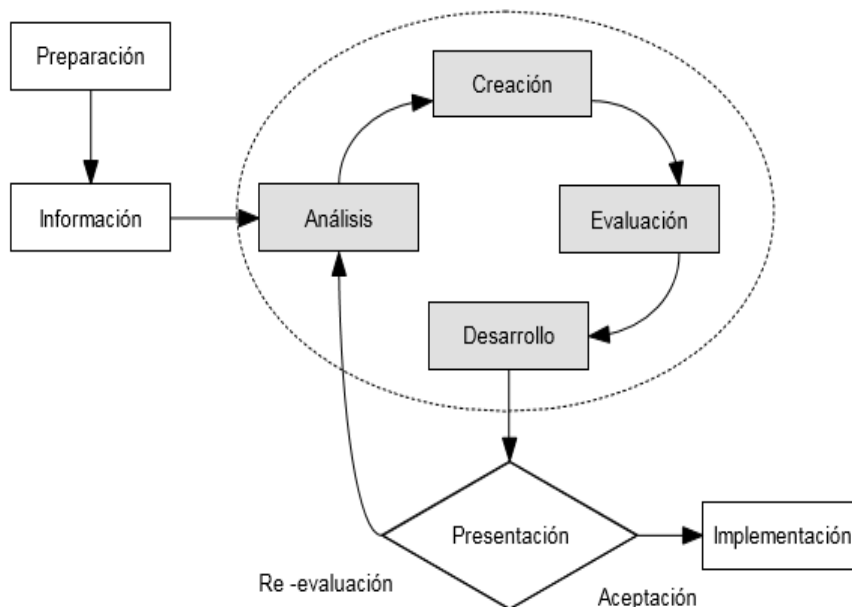 Preparación
Creación
Información
Análisis
Evaluación
Desarrollo
Presentación
Implementación
Re -evaluación
Aceptación